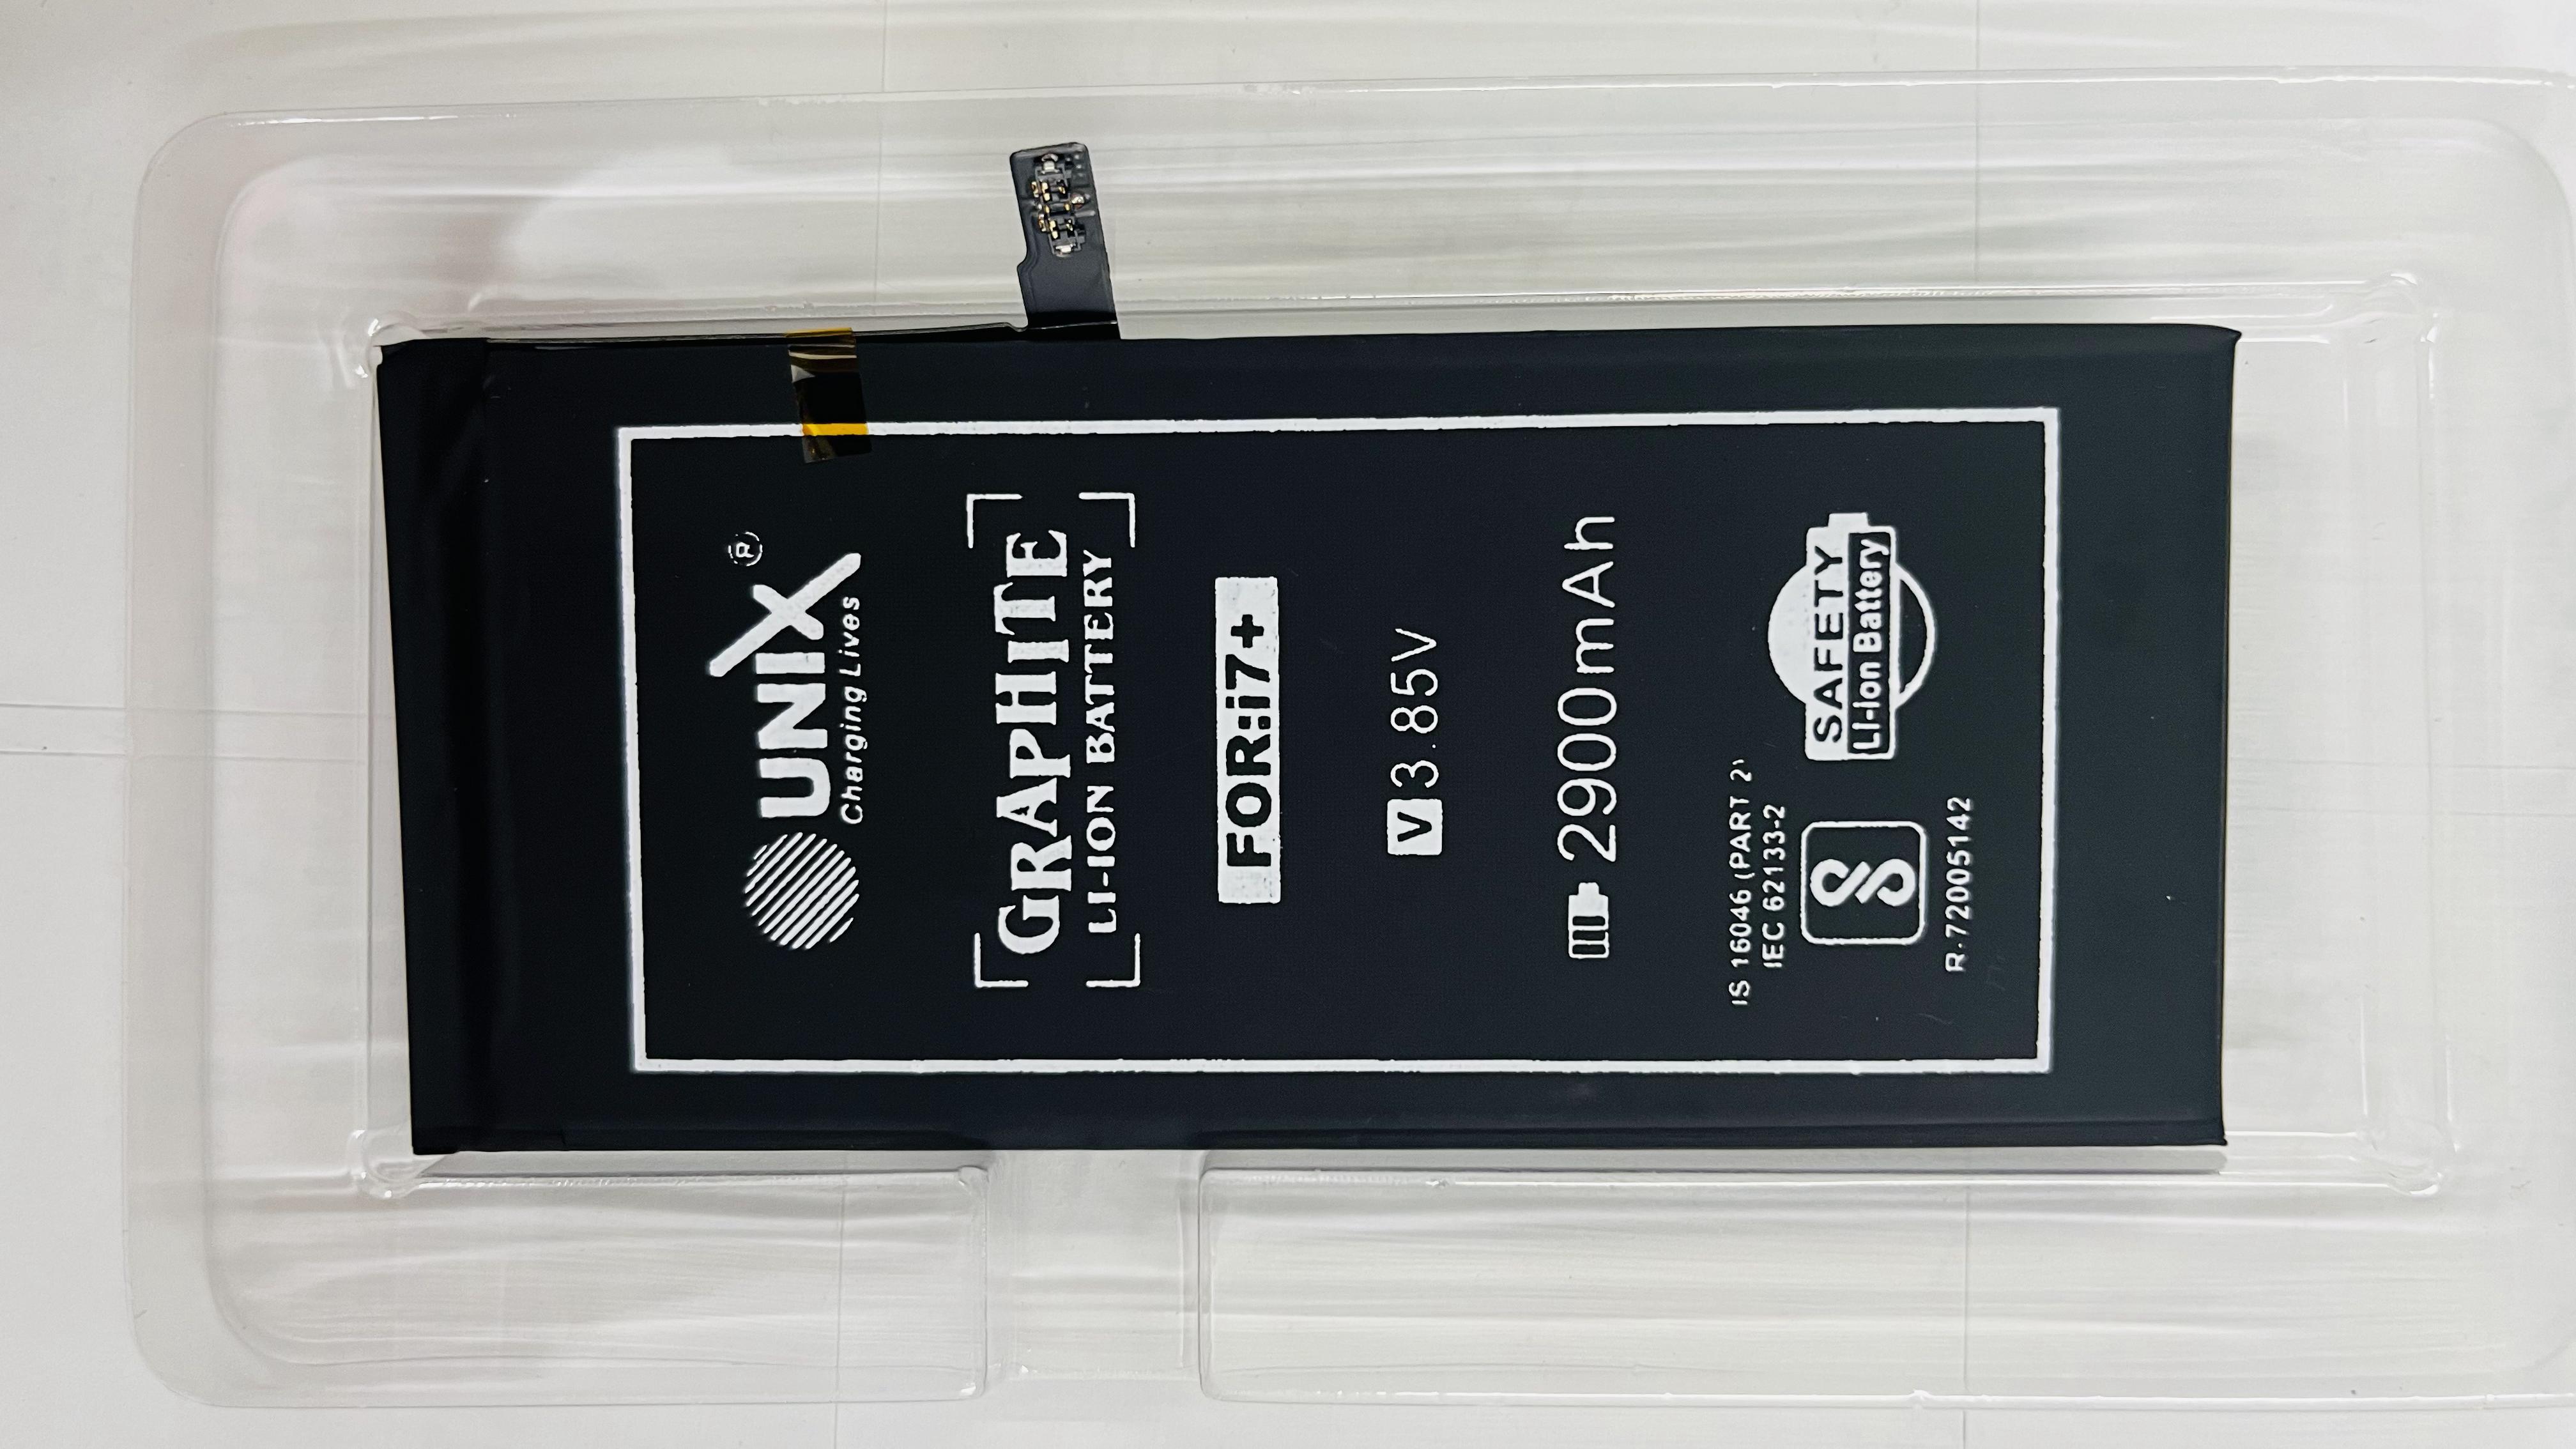 UNIX®
Charging Lives
GRAPHITE
LI-ION BATTERY
FOR:i7+
V 3.85V
2900mAh
IS 16046 (PART 2)
IEC 62133-2
R-72005142
SAFETY
Li-Ion Battery